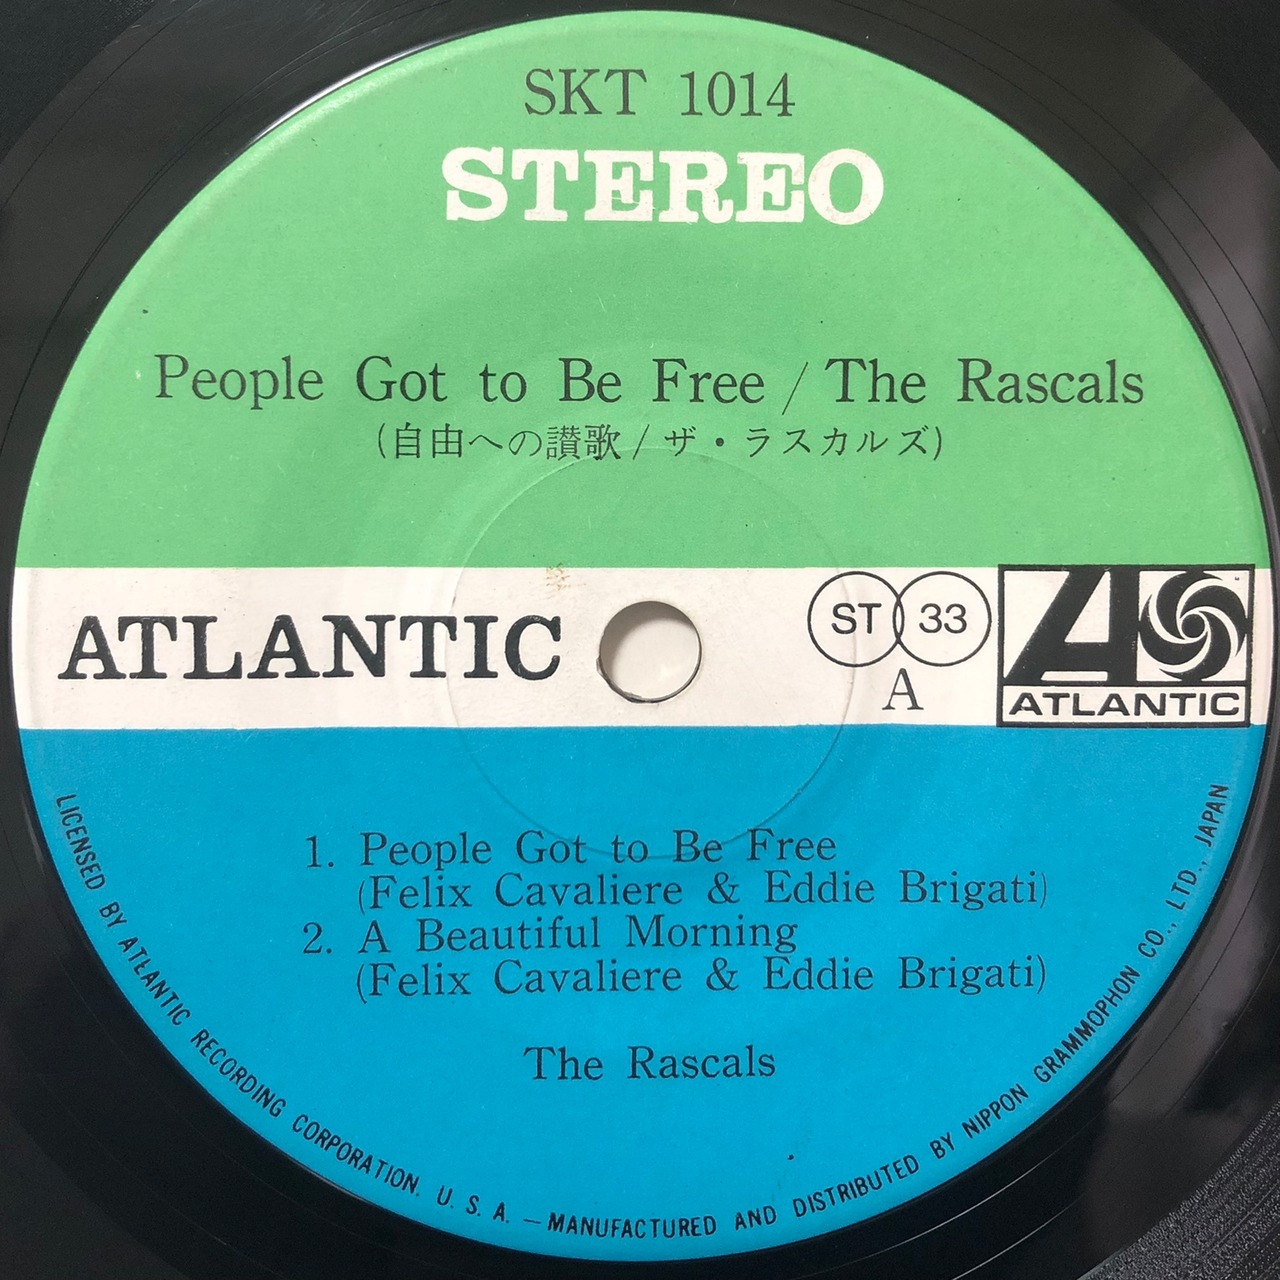 SKT 1014
STEREO
People Got to Be Free / The Rascals
(自由への讃歌 / ザ・ラスカルズ)
ATLANTIC
ST 33
A
ATLANTIC
1. People Got to Be Free
(Felix Cavaliere & Eddie Brigati)
2. A Beautiful Morning
(Felix Cavaliere & Eddie Brigati)
The Rascals
LICENSED BY ATLANTIC RECORDING CORPORATION, U. S. A. — MANUFACTURED AND DISTRIBUTED BY NIPPON GRAMMOPHON CO., LTD., JAPAN